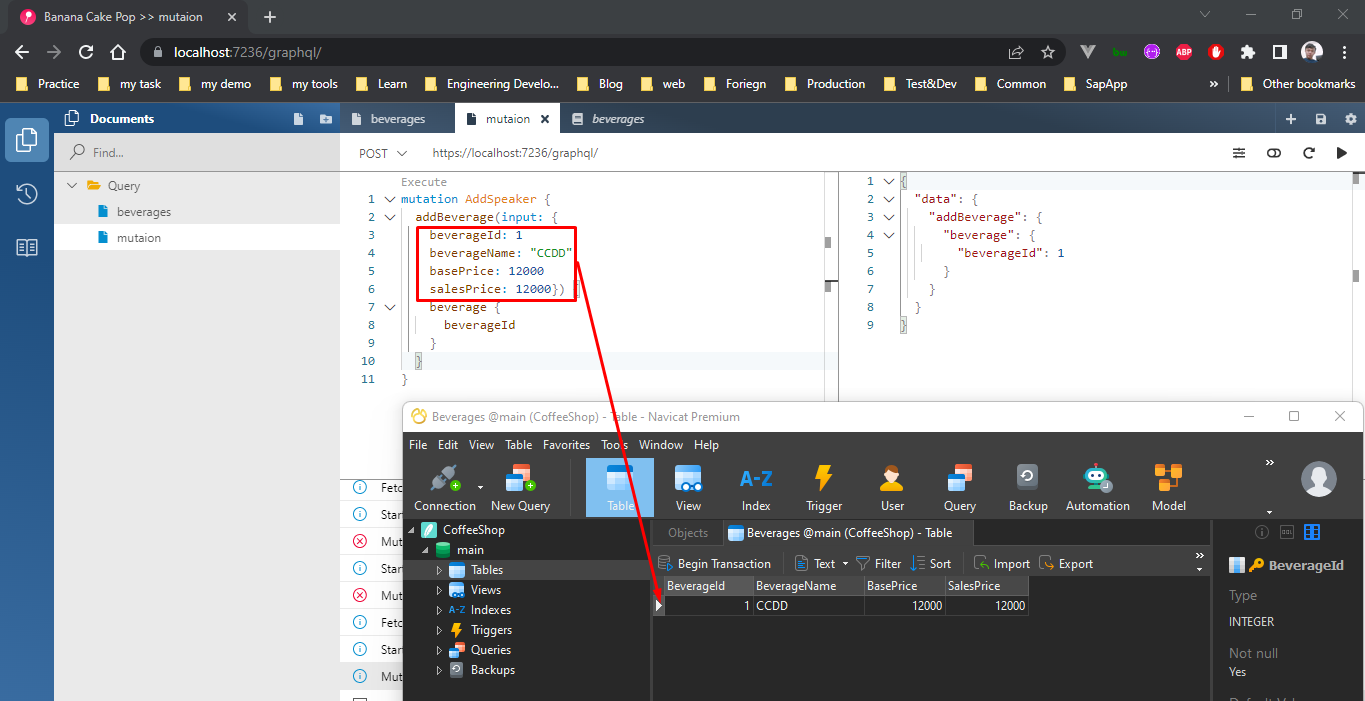 Banana Cake Pop >> mutaion
localhost:7236/graphql/
ABP
Practice my task my demo my tools Learn Engineering Develo... Blog web Foriegn Production Test&Dev Common SapApp » Other bookmarks
Documents beverages mutaion beverages
Find...
POST https://localhost:7236/graphql/
Query
beverages
mutaion
Execute
1 mutation AddSpeaker {
2 addBeverage(input: {
3 beverageId: 1
4 beverageName: "CCDD"
5 basePrice: 12000
6 salesPrice: 12000})
7 beverage {
8 beverageId
9 }
10 }
11 }
1 {
2 "data": {
3 "addBeverage": {
4 "beverage": {
5 "beverageId": 1
6 }
7 }
8 }
9 }
Fetc
Star
Mut
Star
Mut
Fetc
Star
Mut
Beverages @main (CoffeeShop) - Table - Navicat Premium
File Edit View Table Favorites Tools Window Help
Connection New Query Table View Index Trigger User Query Backup Automation Model
A-Z
CoffeeShop
main
Tables
Views
A-Z Indexes
Triggers
Queries
Backups
Objects Beverages @main (CoffeeShop) - Table
Begin Transaction Text Filter Sort Import Export
BeverageId BeverageName BasePrice SalesPrice
1 CCDD 12000 12000
BeverageId
Type
INTEGER
Not null
Yes